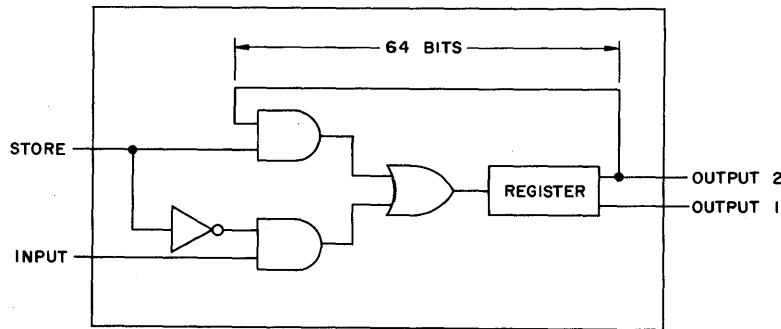 64 BITS
STORE
REGISTER
OUTPUT 2
OUTPUT 1
INPUT